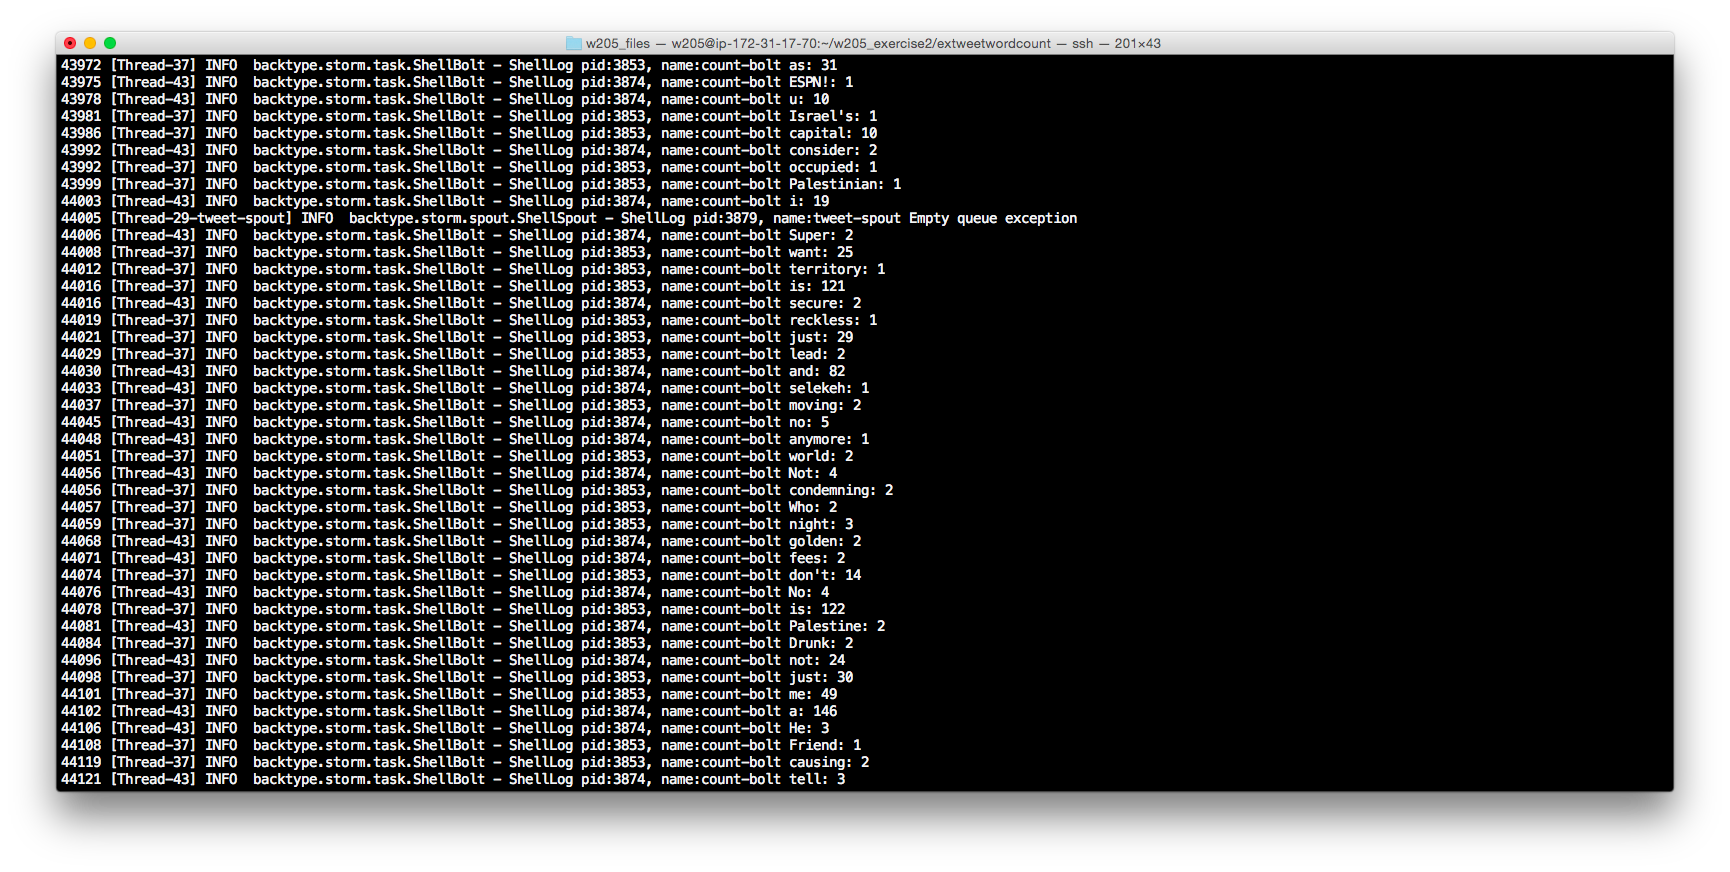 w205_files — w205@ip-172-31-17-70:~/w205_exercise2/extweetwordcount — ssh — 201×43
43972 [Thread-37] INFO  backtype.storm.task.ShellBolt - ShellLog pid:3853, name:count-bolt as: 31
43975 [Thread-43] INFO  backtype.storm.task.ShellBolt - ShellLog pid:3874, name:count-bolt ESPN!: 1
43978 [Thread-43] INFO  backtype.storm.task.ShellBolt - ShellLog pid:3874, name:count-bolt u: 10
43981 [Thread-37] INFO  backtype.storm.task.ShellBolt - ShellLog pid:3853, name:count-bolt Israel's: 1
43986 [Thread-37] INFO  backtype.storm.task.ShellBolt - ShellLog pid:3853, name:count-bolt capital: 10
43992 [Thread-43] INFO  backtype.storm.task.ShellBolt - ShellLog pid:3874, name:count-bolt consider: 2
43992 [Thread-37] INFO  backtype.storm.task.ShellBolt - ShellLog pid:3853, name:count-bolt occupied: 1
43999 [Thread-37] INFO  backtype.storm.task.ShellBolt - ShellLog pid:3853, name:count-bolt Palestinian: 1
44003 [Thread-43] INFO  backtype.storm.task.ShellBolt - ShellLog pid:3874, name:count-bolt i: 19
44005 [Thread-29-tweet-spout] INFO  backtype.storm.spout.ShellSpout - ShellLog pid:3879, name:tweet-spout Empty queue exception
44006 [Thread-43] INFO  backtype.storm.task.ShellBolt - ShellLog pid:3874, name:count-bolt Super: 2
44008 [Thread-37] INFO  backtype.storm.task.ShellBolt - ShellLog pid:3853, name:count-bolt want: 25
44012 [Thread-37] INFO  backtype.storm.task.ShellBolt - ShellLog pid:3853, name:count-bolt territory: 1
44016 [Thread-37] INFO  backtype.storm.task.ShellBolt - ShellLog pid:3853, name:count-bolt is: 121
44016 [Thread-43] INFO  backtype.storm.task.ShellBolt - ShellLog pid:3874, name:count-bolt secure: 2
44019 [Thread-37] INFO  backtype.storm.task.ShellBolt - ShellLog pid:3853, name:count-bolt reckless: 1
44021 [Thread-37] INFO  backtype.storm.task.ShellBolt - ShellLog pid:3853, name:count-bolt just: 29
44029 [Thread-37] INFO  backtype.storm.task.ShellBolt - ShellLog pid:3853, name:count-bolt lead: 2
44030 [Thread-43] INFO  backtype.storm.task.ShellBolt - ShellLog pid:3874, name:count-bolt and: 82
44033 [Thread-43] INFO  backtype.storm.task.ShellBolt - ShellLog pid:3874, name:count-bolt selekeh: 1
44037 [Thread-37] INFO  backtype.storm.task.ShellBolt - ShellLog pid:3853, name:count-bolt moving: 2
44045 [Thread-43] INFO  backtype.storm.task.ShellBolt - ShellLog pid:3874, name:count-bolt no: 5
44048 [Thread-43] INFO  backtype.storm.task.ShellBolt - ShellLog pid:3874, name:count-bolt anymore: 1
44051 [Thread-37] INFO  backtype.storm.task.ShellBolt - ShellLog pid:3853, name:count-bolt world: 2
44056 [Thread-43] INFO  backtype.storm.task.ShellBolt - ShellLog pid:3874, name:count-bolt Not: 4
44056 [Thread-37] INFO  backtype.storm.task.ShellBolt - ShellLog pid:3853, name:count-bolt condemning: 2
44057 [Thread-37] INFO  backtype.storm.task.ShellBolt - ShellLog pid:3853, name:count-bolt Who: 2
44059 [Thread-37] INFO  backtype.storm.task.ShellBolt - ShellLog pid:3853, name:count-bolt night: 3
44068 [Thread-43] INFO  backtype.storm.task.ShellBolt - ShellLog pid:3874, name:count-bolt golden: 2
44071 [Thread-43] INFO  backtype.storm.task.ShellBolt - ShellLog pid:3874, name:count-bolt fees: 2
44074 [Thread-37] INFO  backtype.storm.task.ShellBolt - ShellLog pid:3853, name:count-bolt don't: 14
44076 [Thread-43] INFO  backtype.storm.task.ShellBolt - ShellLog pid:3874, name:count-bolt No: 4
44078 [Thread-37] INFO  backtype.storm.task.ShellBolt - ShellLog pid:3853, name:count-bolt is: 122
44081 [Thread-43] INFO  backtype.storm.task.ShellBolt - ShellLog pid:3874, name:count-bolt Palestine: 2
44084 [Thread-37] INFO  backtype.storm.task.ShellBolt - ShellLog pid:3853, name:count-bolt Drunk: 2
44096 [Thread-43] INFO  backtype.storm.task.ShellBolt - ShellLog pid:3874, name:count-bolt not: 24
44098 [Thread-37] INFO  backtype.storm.task.ShellBolt - ShellLog pid:3853, name:count-bolt just: 30
44101 [Thread-37] INFO  backtype.storm.task.ShellBolt - ShellLog pid:3853, name:count-bolt me: 49
44102 [Thread-43] INFO  backtype.storm.task.ShellBolt - ShellLog pid:3874, name:count-bolt a: 146
44106 [Thread-43] INFO  backtype.storm.task.ShellBolt - ShellLog pid:3874, name:count-bolt He: 3
44108 [Thread-37] INFO  backtype.storm.task.ShellBolt - ShellLog pid:3853, name:count-bolt Friend: 1
44119 [Thread-37] INFO  backtype.storm.task.ShellBolt - ShellLog pid:3853, name:count-bolt causing: 2
44121 [Thread-43] INFO  backtype.storm.task.ShellBolt - ShellLog pid:3874, name:count-bolt tell: 3